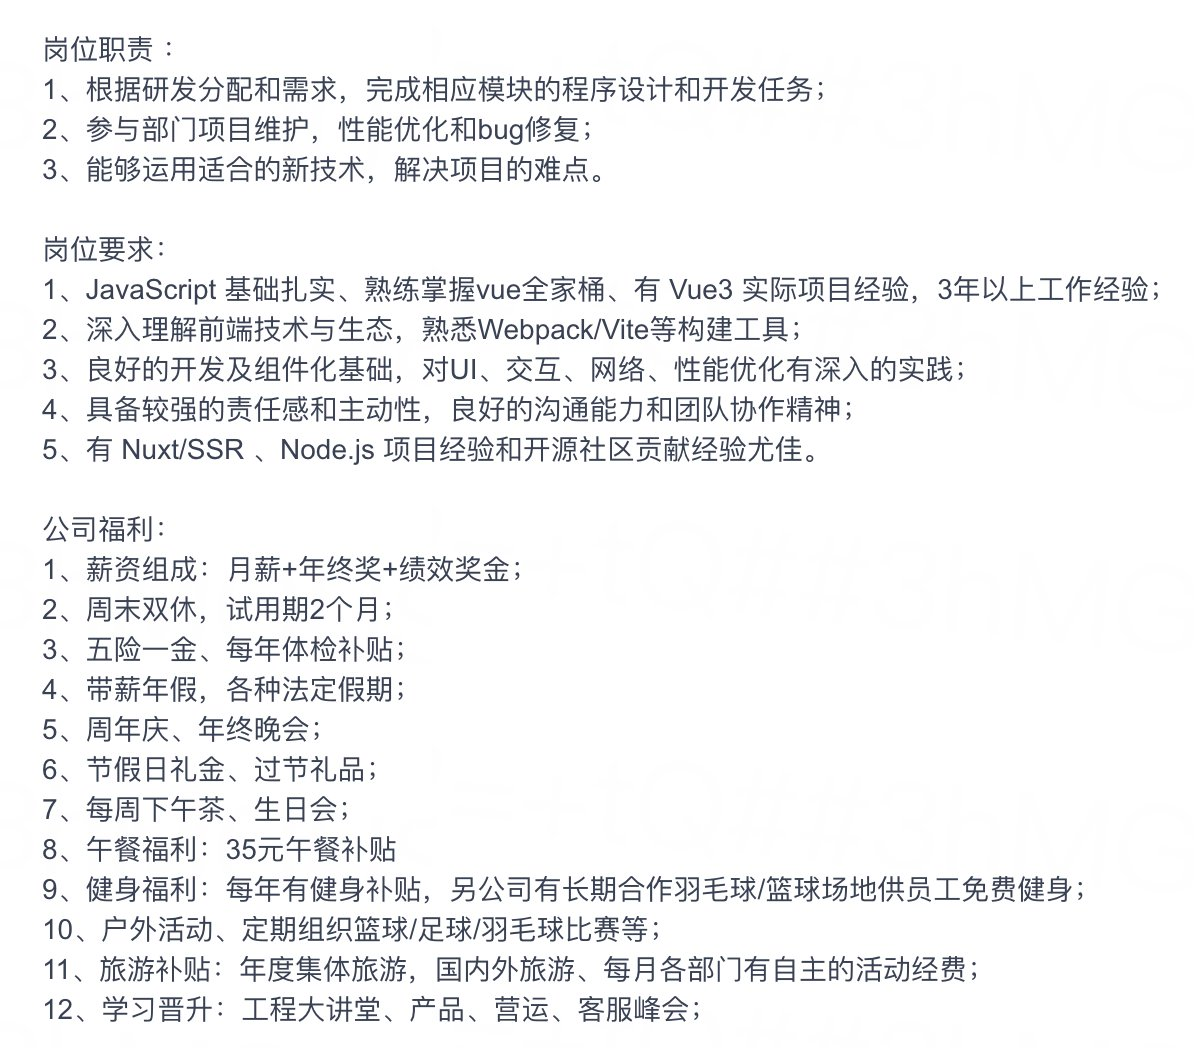 岗位职责 ：
1、根据研发分配和需求，完成相应模块的程序设计和开发任务；
2、参与部门项目维护，性能优化和bug修复；
3、能够运用适合的新技术，解决项目的难点。
岗位要求：
1、JavaScript 基础扎实、熟练掌握vue全家桶、有 Vue3 实际项目经验，3年以上工作经验；
2、深入理解前端技术与生态，熟悉Webpack/Vite等构建工具；
3、良好的开发及组件化基础，对UI、交互、网络、性能优化有深入的实践；
4、具备较强的责任感和主动性，良好的沟通能力和团队协作精神；
5、有 Nuxt/SSR 、Node.js 项目经验和开源社区贡献经验尤佳。
公司福利：
1、薪资组成：月薪+年终奖+绩效奖金；
2、周末双休，试用期2个月；
3、五险一金、每年体检补贴；
4、带薪年假，各种法定假期；
5、周年庆、年终晚会；
6、节假日礼金、过节礼品；
7、每周下午茶、生日会；
8、午餐福利：35元午餐补贴
9、健身福利：每年有健身补贴，另公司有长期合作羽毛球/篮球场地供员工免费健身；
10、户外活动、定期组织篮球/足球/羽毛球比赛等；
11、旅游补贴：年度集体旅游，国内外旅游、每月各部门有自主的活动经费；
12、学习晋升：工程大讲堂、产品、营运、客服峰会；